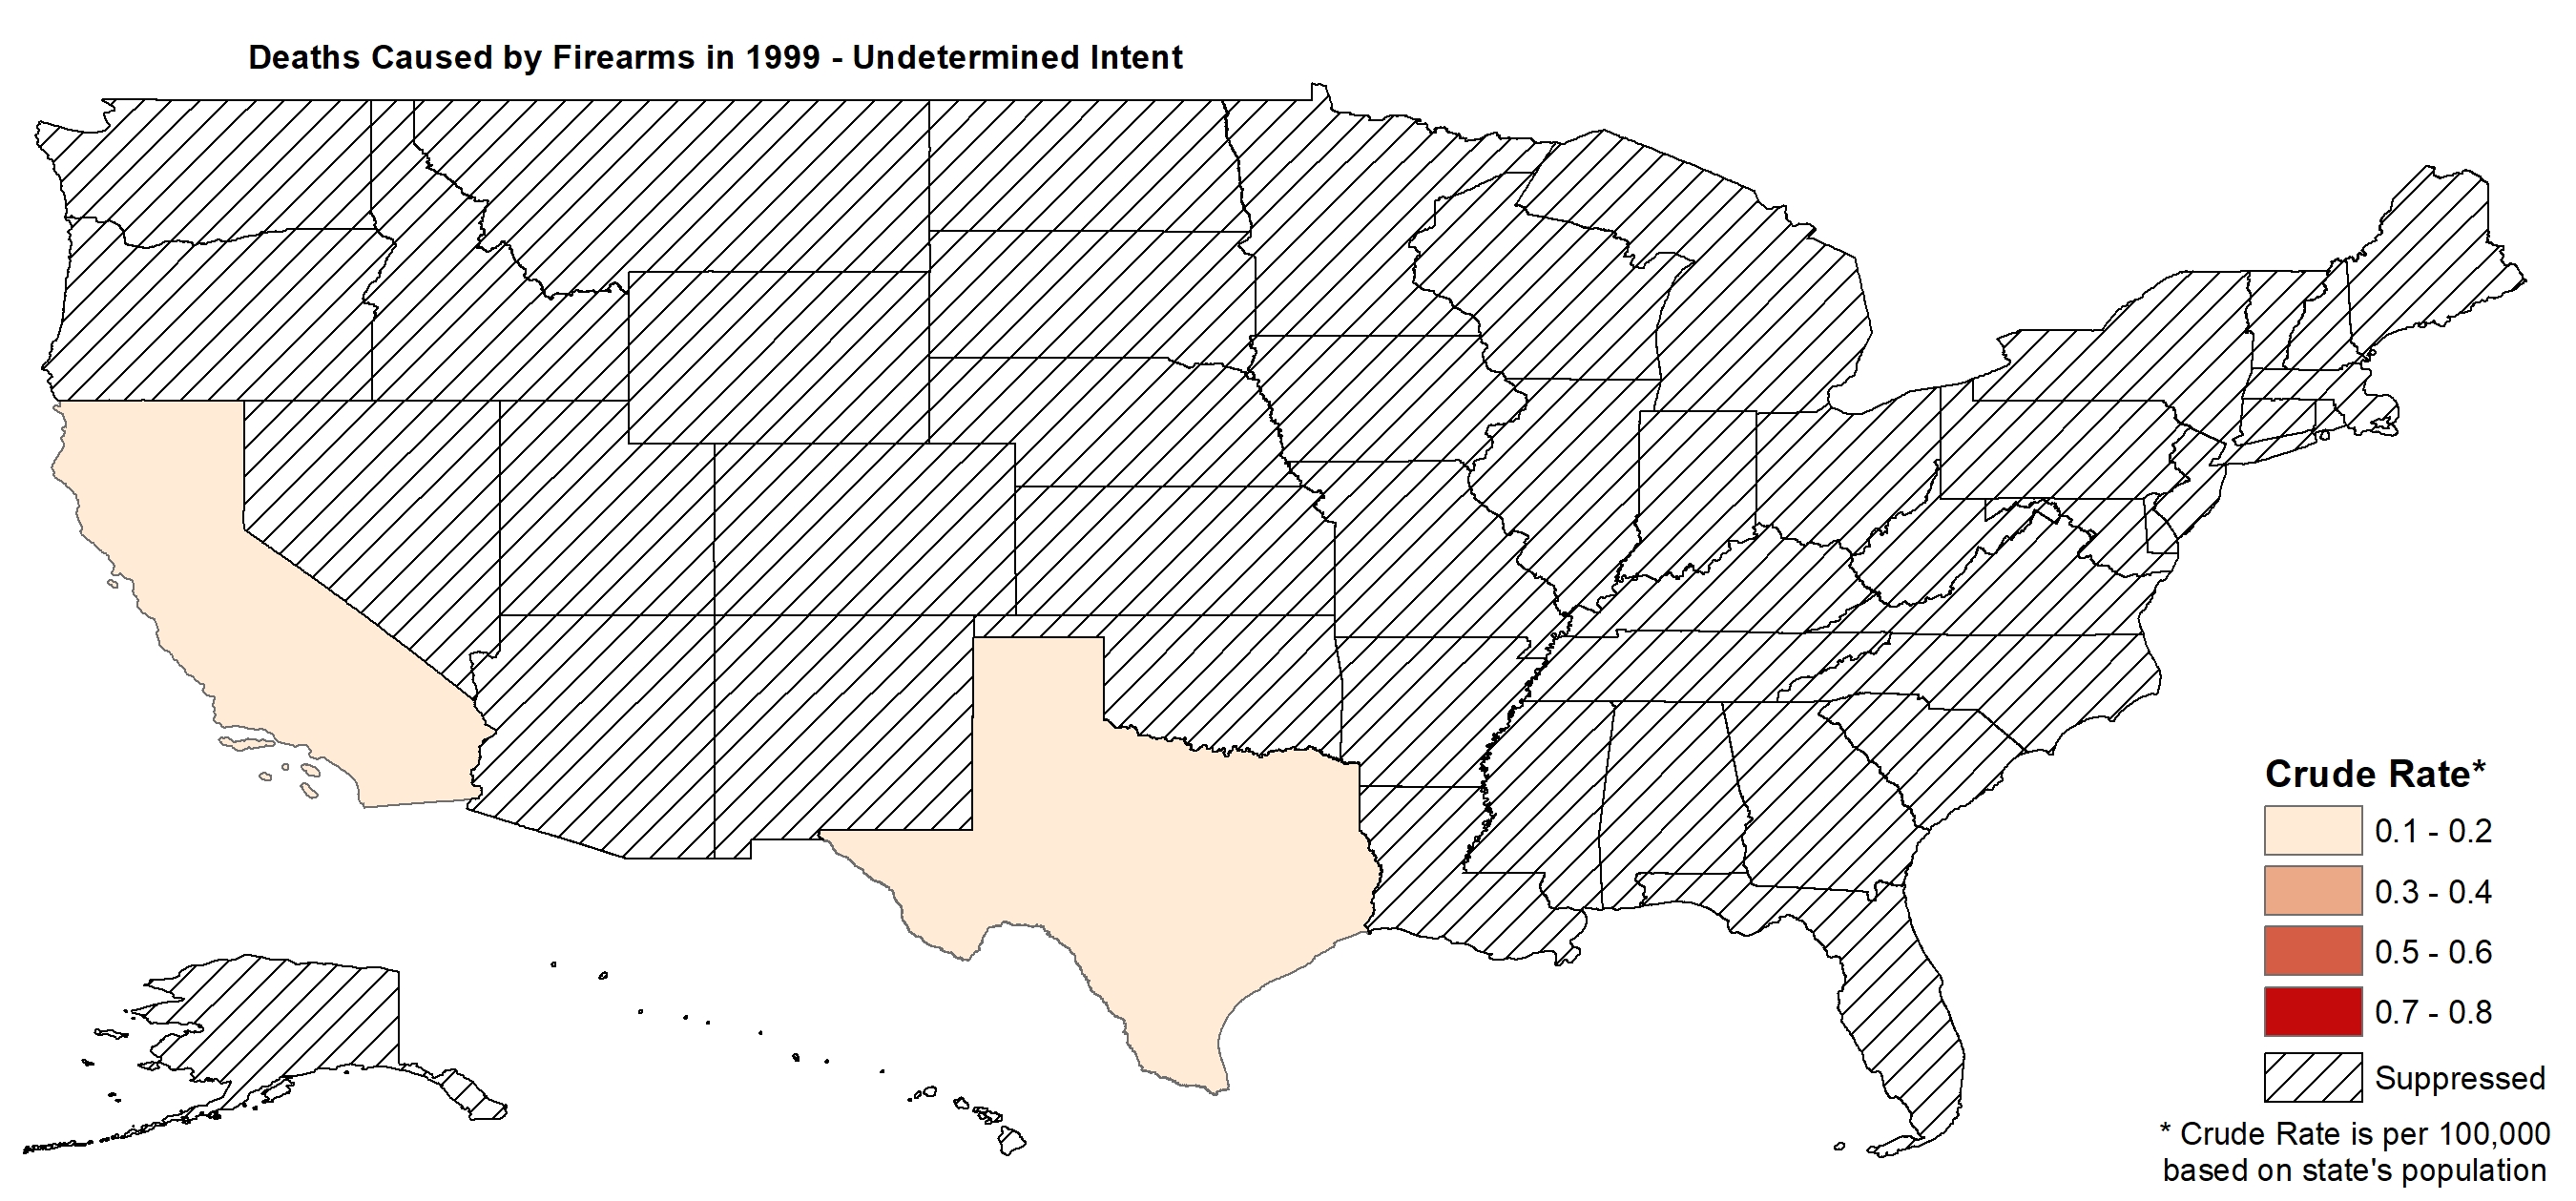 Deaths Caused by Firearms in 1999 - Undetermined Intent
Crude Rate*
0.1 - 0.2
0.3 - 0.4
0.5 - 0.6
0.7 - 0.8
Suppressed
* Crude Rate is per 100,000
based on state's population